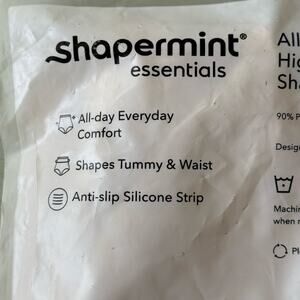 shapermint®
essentials
All-day Everyday
Comfort
Shapes Tummy & Waist
Anti-slip Silicone Strip
All
Hig
Sha
90% P
Design
Machin
when n
Pl